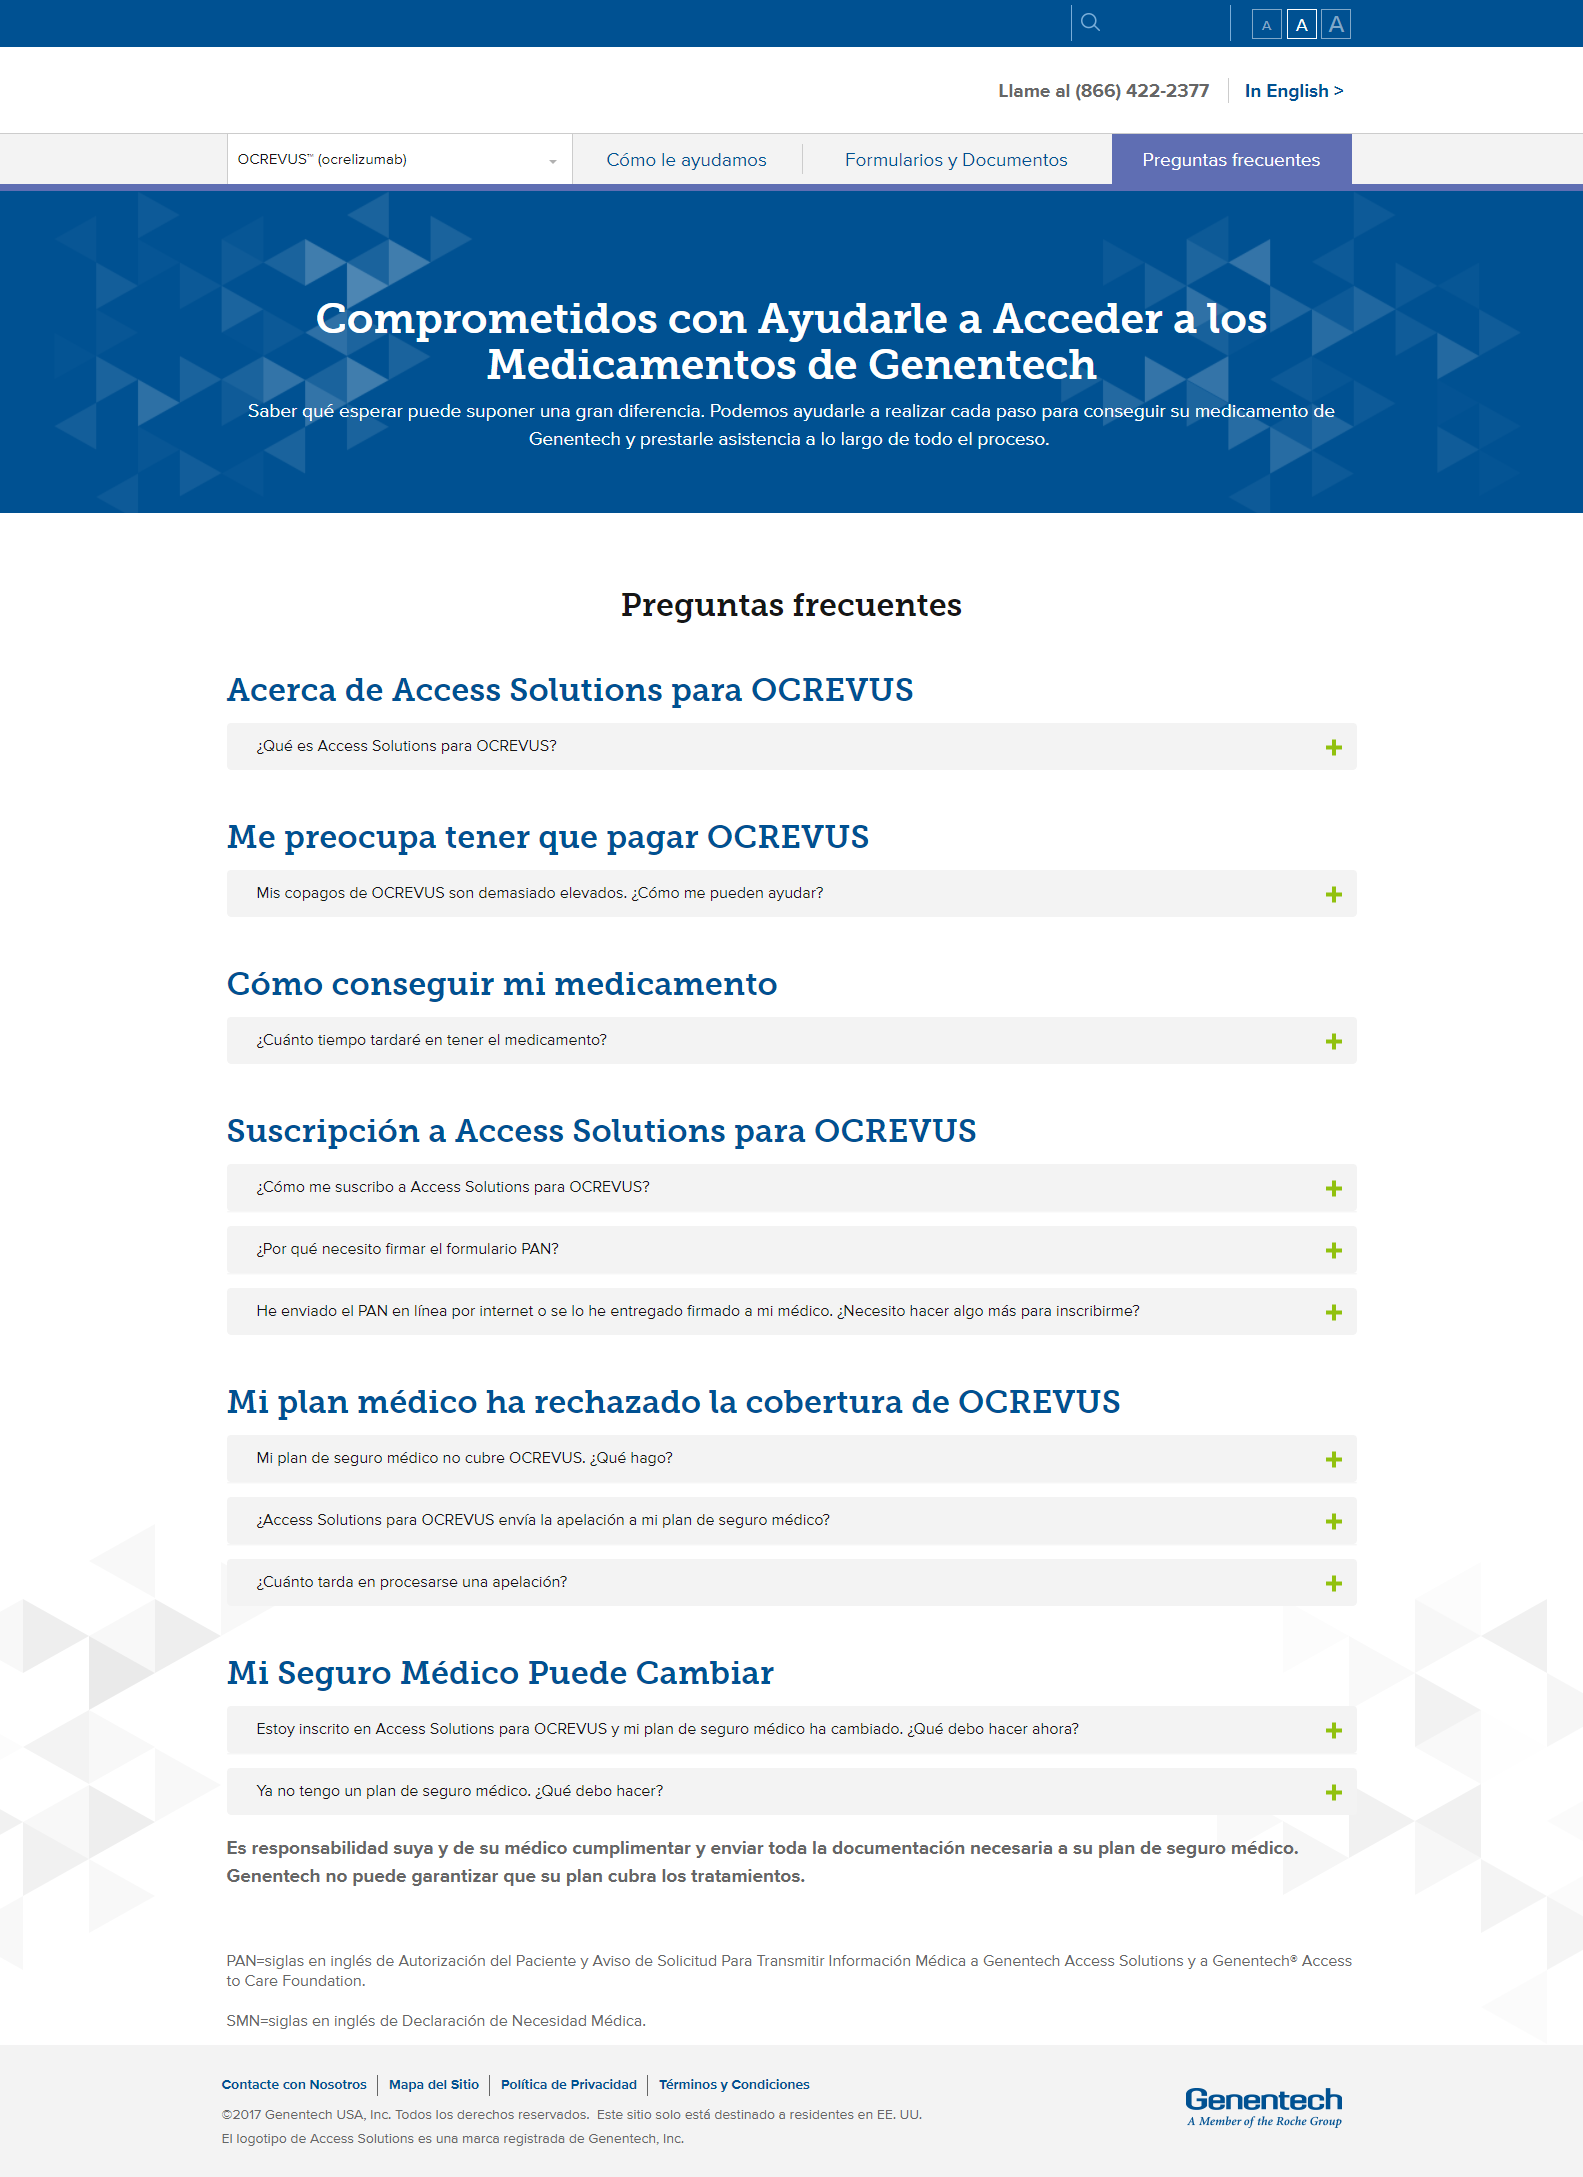 A A A
Llame al (866) 422-2377 In English >
OCREVUS™ (ocrelizumab) Cómo le ayudamos Formularios y Documentos Preguntas frecuentes
Comprometidos con Ayudarle a Acceder a los
Medicamentos de Genentech
Saber qué esperar puede suponer una gran diferencia. Podemos ayudarle a realizar cada paso para conseguir su medicamento de
Genentech y prestarle asistencia a lo largo de todo el proceso.
Preguntas frecuentes
Acerca de Access Solutions para OCREVUS
¿Qué es Access Solutions para OCREVUS?
Me preocupa tener que pagar OCREVUS
Mis copagos de OCREVUS son demasiado elevados. ¿Cómo me pueden ayudar?
Cómo conseguir mi medicamento
¿Cuánto tiempo tardaré en tener el medicamento?
Suscripción a Access Solutions para OCREVUS
¿Cómo me suscribo a Access Solutions para OCREVUS?
¿Por qué necesito firmar el formulario PAN?
He enviado el PAN en línea por internet o se lo he entregado firmado a mi médico. ¿Necesito hacer algo más para inscribirme?
Mi plan médico ha rechazado la cobertura de OCREVUS
Mi plan de seguro médico no cubre OCREVUS. ¿Qué hago?
¿Access Solutions para OCREVUS envía la apelación a mi plan de seguro médico?
¿Cuánto tarda en procesarse una apelación?
Mi Seguro Médico Puede Cambiar
Estoy inscrito en Access Solutions para OCREVUS y mi plan de seguro médico ha cambiado. ¿Qué debo hacer ahora?
Ya no tengo un plan de seguro médico. ¿Qué debo hacer?
Es responsabilidad suya y de su médico cumplimentar y enviar toda la documentación necesaria a su plan de seguro médico.
Genentech no puede garantizar que su plan cubra los tratamientos.
PAN=siglas en inglés de Autorización del Paciente y Aviso de Solicitud Para Transmitir Información Médica a Genentech Access Solutions y a Genentech® Access
to Care Foundation.
SMN=siglas en inglés de Declaración de Necesidad Médica.
Contacte con Nosotros Mapa del Sitio Política de Privacidad Términos y Condiciones
©2017 Genentech USA, Inc. Todos los derechos reservados. Este sitio solo está destinado a residentes en EE. UU.
El logotipo de Access Solutions es una marca registrada de Genentech, Inc.
Genentech
A Member of the Roche Group